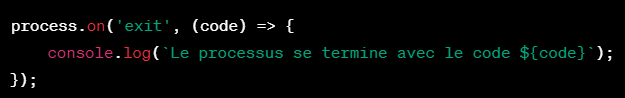 process.on('exit', (code) => {
    console.log(`Le processus se termine avec le code ${code}`);
});